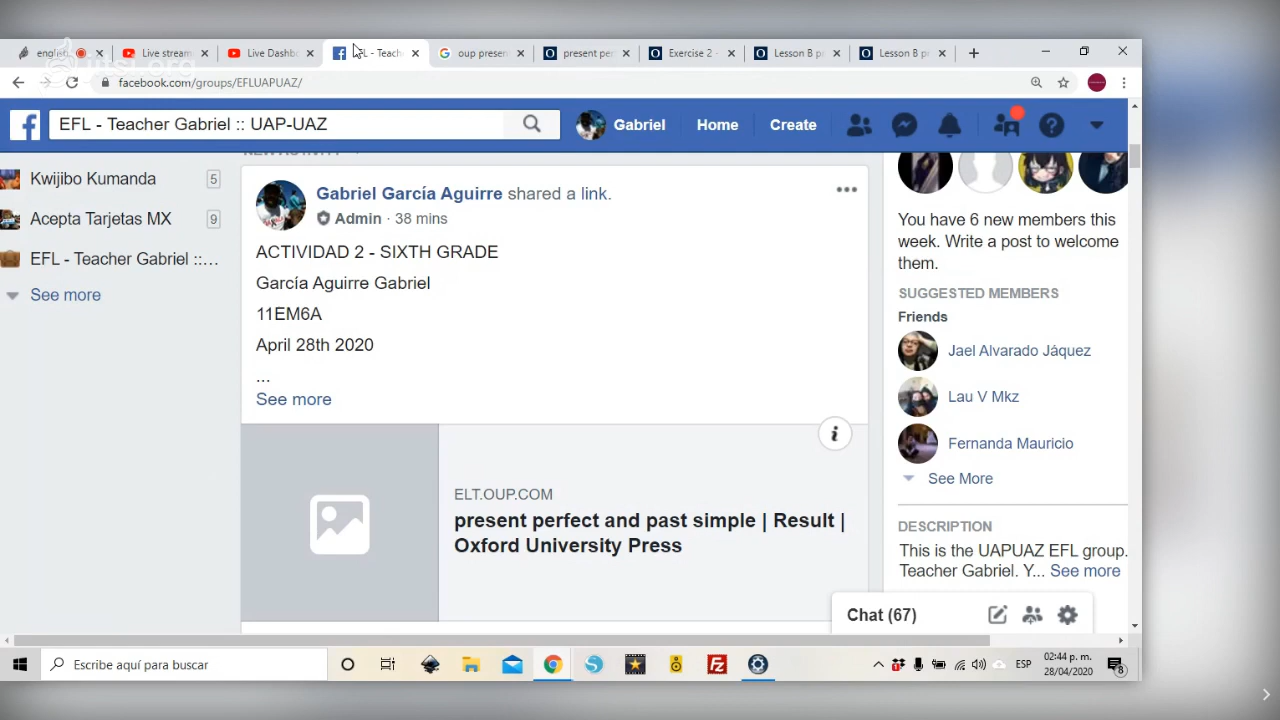 Live stream
Live Dashb
oup presen
present per
Exercise 2 -
Lesson B p
Lesson B p
facebook.com/groups/EFLUAPUAZ/
EFL - Teacher Gabriel :: UAP-UAZ
Gabriel
Home
Create
Kwijibo Kumanda
5
Acepta Tarjetas MX
9
EFL - Teacher Gabriel ::...
See more
Gabriel García Aguirre shared a link.
Admin · 38 mins
ACTIVIDAD 2 - SIXTH GRADE
García Aguirre Gabriel
11EM6A
April 28th 2020
...
See more
ELT.OUP.COM
present perfect and past simple | Result |
Oxford University Press
You have 6 new members this
week. Write a post to welcome
them.
SUGGESTED MEMBERS
Friends
Jael Alvarado Jáquez
Lau V Mkz
Fernanda Mauricio
See More
DESCRIPTION
This is the UAPUAZ EFL group.
Teacher Gabriel. Y... See more
Chat (67)
Escribe aquí para buscar
ESP
02:44 p. m.
28/04/2020
8